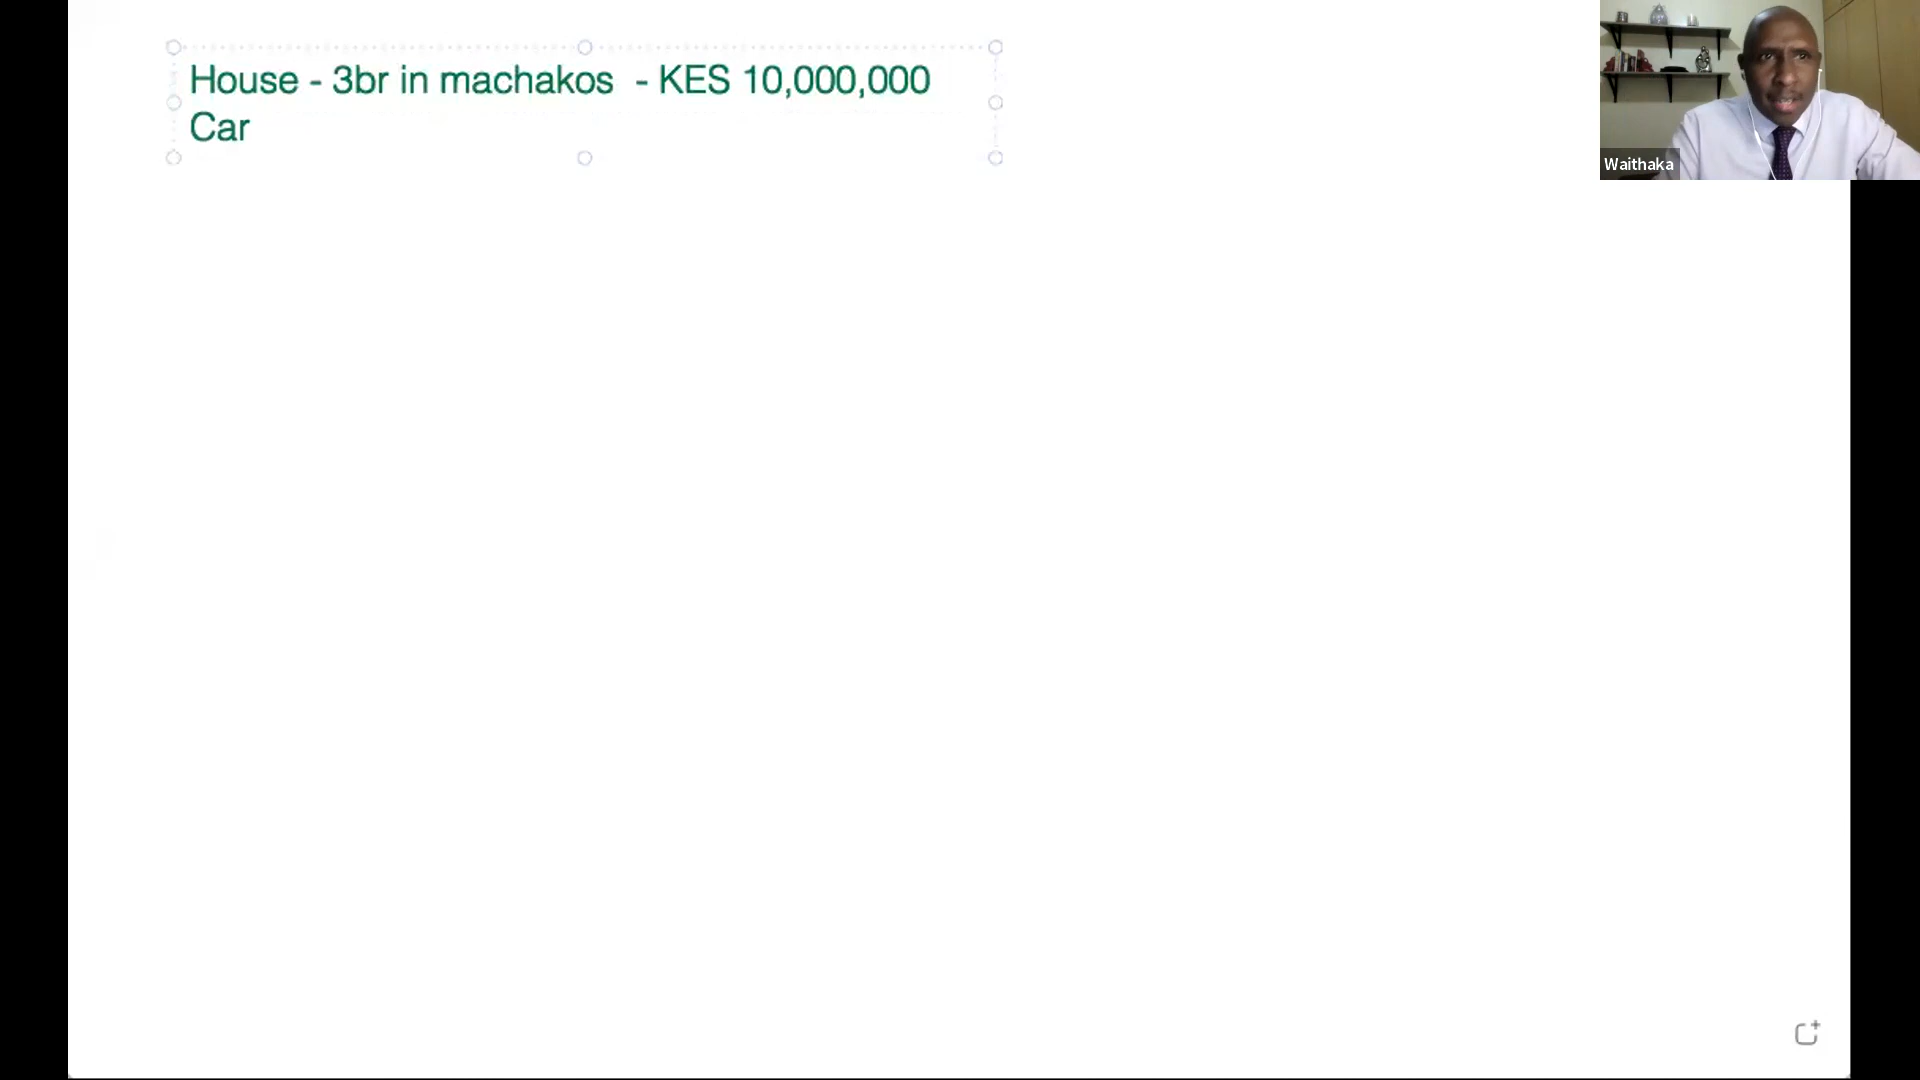 House - 3br in machakos  - KES 10,000,000
Car
Waithaka